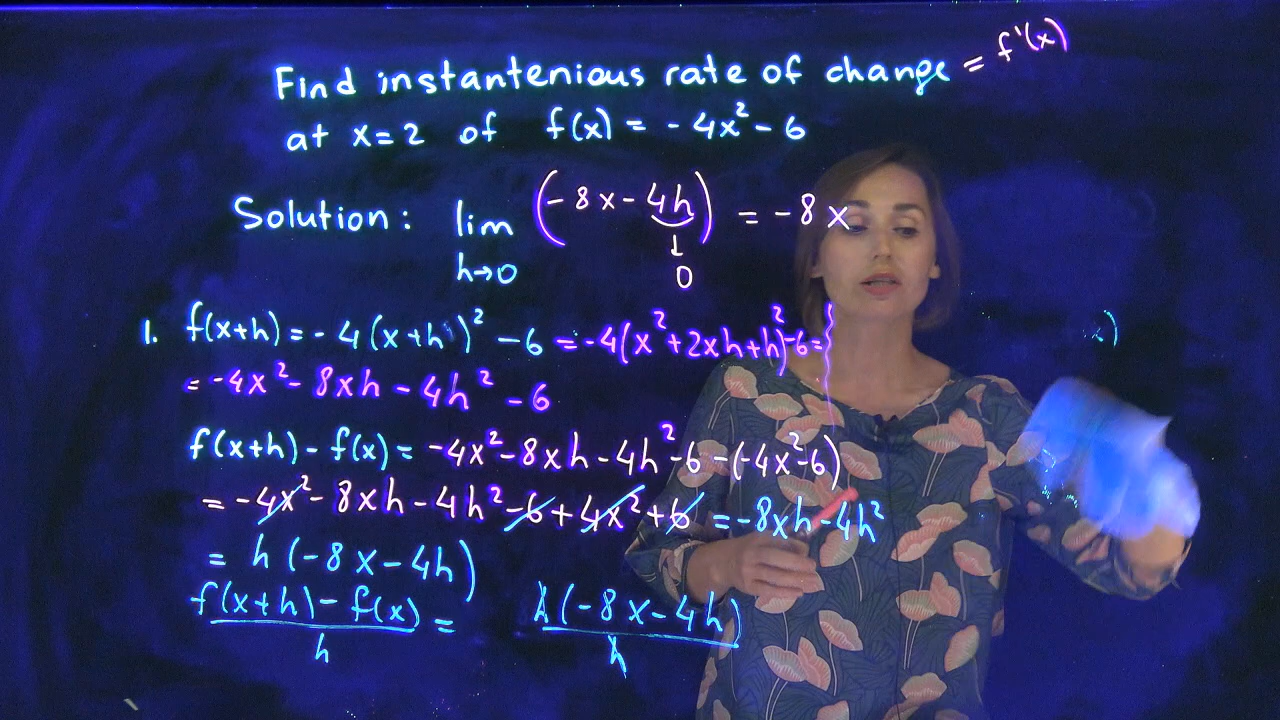 Find instantenious rate of change = f'(x)
at x=2 of f(x) = -4x² - 6
Solution: lim (-8x-4h) = -8x
h→0 ↓
0
1. f(x+h) = -4(x+h)² - 6 = -4(x²+2xh+h²)-6 =
= -4x² - 8xh - 4h² - 6
f(x+h) - f(x) = -4x² - 8xh - 4h² - 6 - (-4x² - 6)
= -4x² - 8xh - 4h² - 6 + 4x² + 6 = -8xh - 4h²
= h(-8x-4h)
f(x+h) - f(x) = h(-8x-4h)
h h